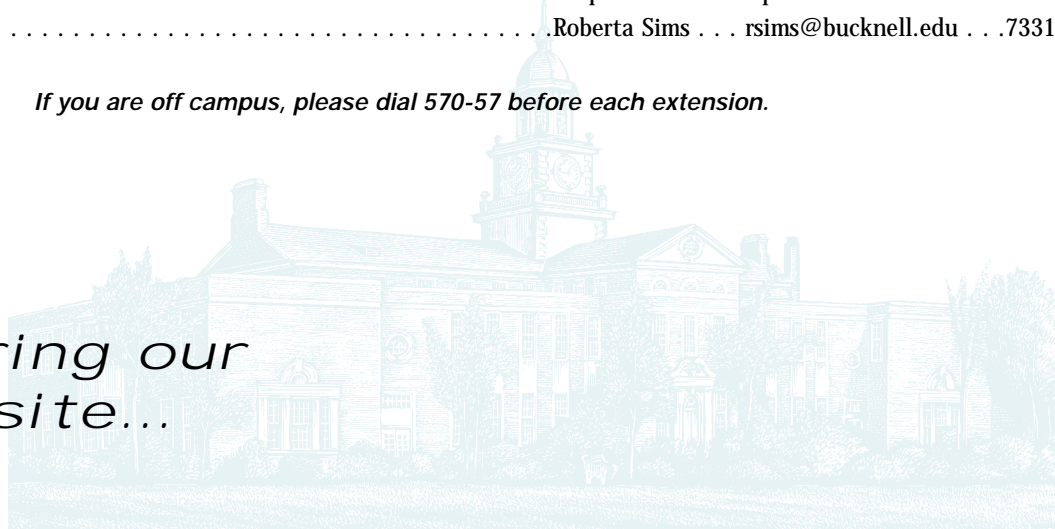 . . . . . . . . . . . . . . . . . . . . . . . . . . . . . . . . . . .Roberta Sims . . . rsims@bucknell.edu . . .7331
If you are off campus, please dial 570-57 before each extension.
ring our
site...